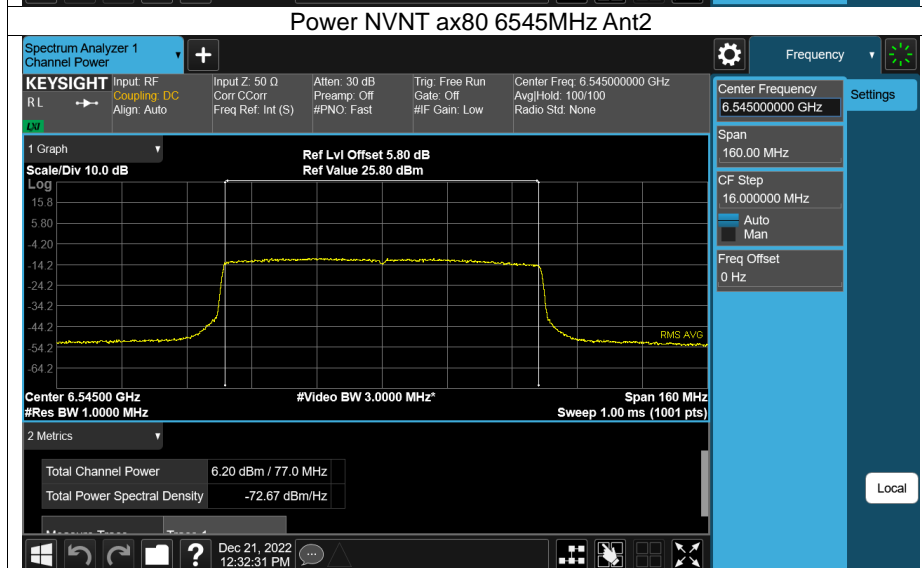 Power NVNT ax80 6545MHz Ant2
Spectrum Analyzer 1
Channel Power
+
Frequency
KEYSIGHT
RL
LXI
Input: RF
Coupling: DC
Align: Auto
Input Z: 50 Ω
Corr CCorr
Freq Ref: Int (S)
Atten: 30 dB
Preamp: Off
#PNO: Fast
Trig: Free Run
Gate: Off
#IF Gain: Low
Center Freq: 6.545000000 GHz
Avg|Hold: 100/100
Radio Std: None
Center Frequency
6.545000000 GHz
Settings
Span
160.00 MHz
CF Step
16.000000 MHz
Auto
Man
Freq Offset
0 Hz
1 Graph
Scale/Div 10.0 dB
Ref Lvl Offset 5.80 dB
Ref Value 25.80 dBm
Log
15.8
5.80
-4.20
-14.2
-24.2
-34.2
-44.2
-54.2
-64.2
RMS AVG
Center 6.54500 GHz
#Video BW 3.0000 MHz*
Span 160 MHz
#Res BW 1.0000 MHz
Sweep 1.00 ms (1001 pts)
2 Metrics
Total Channel Power 6.20 dBm / 77.0 MHz
Total Power Spectral Density -72.67 dBm/Hz
Local
?
Dec 21, 2022
12:32:31 PM